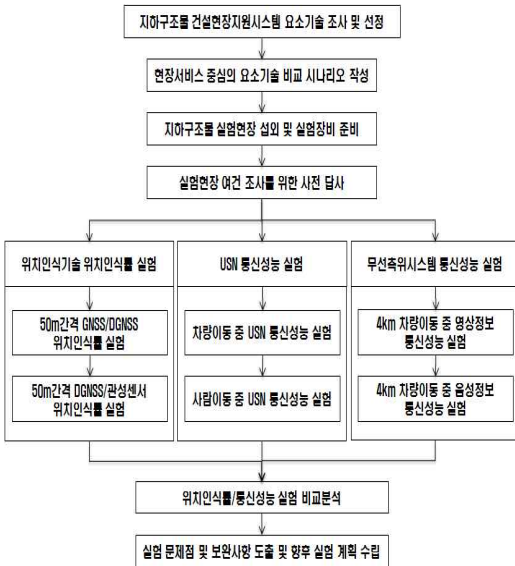 지하구조물 건설현장지원시스템 요소기술 조사 및 선정
현장서비스 중심의 요소기술 비교 시나리오 작성
지하구조물 실험현장 섭외 및 실험장비 준비
실험현장 여건 조사를 위한 사전 답사
위치인식기술 위치인식률 실험
50m간격 GNSS/DGNSS
위치인식률 실험
50m간격 DGNSS/관성센서
위치인식률 실험
USN 통신성능 실험
차량이동 중 USN 통신성능 실험
사람이동 중 USN 통신성능 실험
무선측위시스템 통신성능 실험
4km 차량이동 중 영상정보
통신성능 실험
4km 차량이동 중 음성정보
통신성능 실험
위치인식률/통신성능 실험 비교분석
실험 문제점 및 보완사항 도출 및 향후 실험 계획 수립